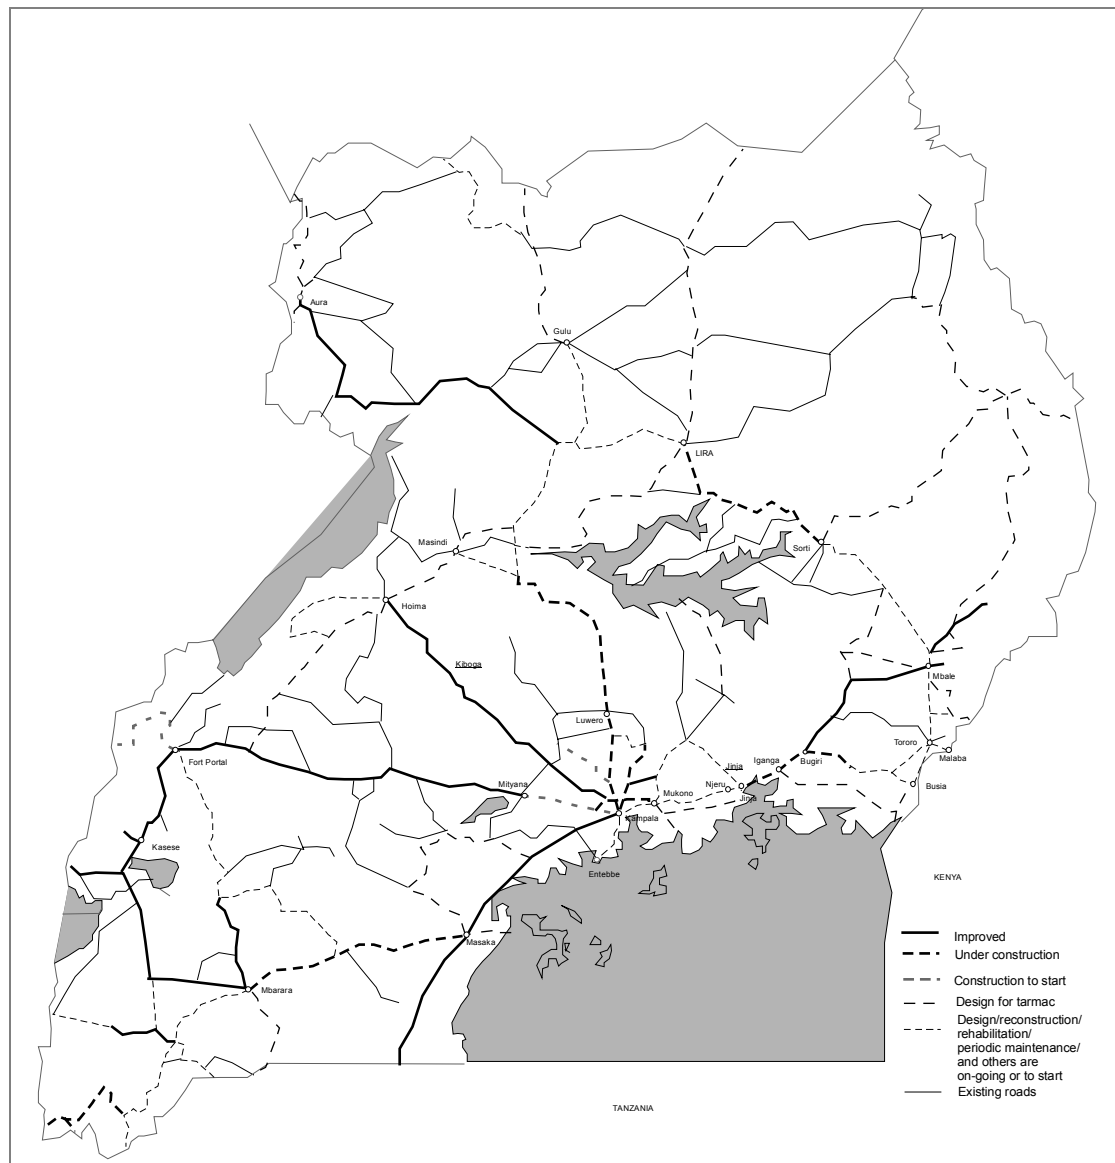 Aura
Gulu
LIRA
Masindi
Sorti
Hoima
Kiboga
Mbale
Luwero
Tororo
Malaba
Fort Portal
Iganga
Bugiri
Jinja
Mityana
Njeru
Busia
Mukono
Jinja
Kampala
Kasese
Entebbe
KENYA
Masaka
Mbarara
Improved
Under construction
Construction to start
Design for tarmac
Design/reconstruction/
rehabilitation/
periodic maintenance/
and others are
on-going or to start
Existing roads
TANZANIA